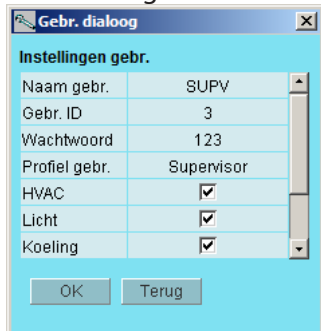 Gebr. dialoog
Instellingen gebr.
Naam gebr. SUPV
Gebr. ID 3
Wachtwoord 123
Profiel gebr. Supervisor
HVAC
Licht
Koeling
OK Terug